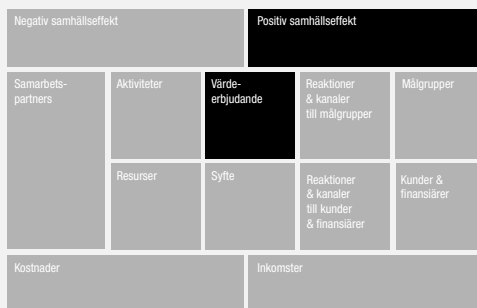 Negativ samhällseffekt
Positiv samhällseffekt
Samarbets-
partners
Aktiviteter
Värde-
erbjudande
Reaktioner
& kanaler
till målgrupper
Målgrupper
Resurser
Syfte
Reaktioner
& kanaler
till kunder
& finansiärer
Kunder &
finansiärer
Kostnader
Inkomster